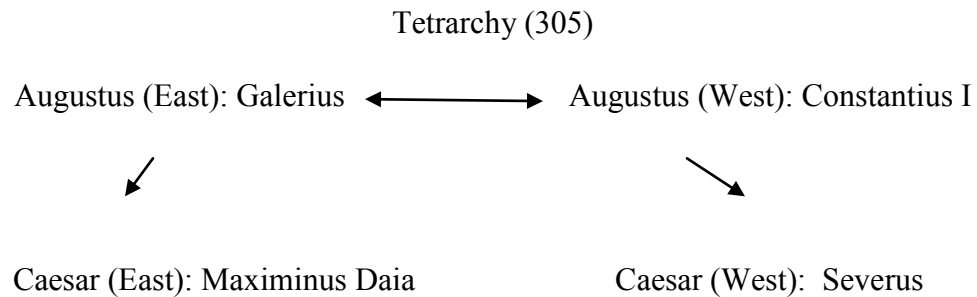 Tetrarchy (305)
Augustus (East): Galerius Augustus (West): Constantius I
Caesar (East): Maximinus Daia Caesar (West): Severus